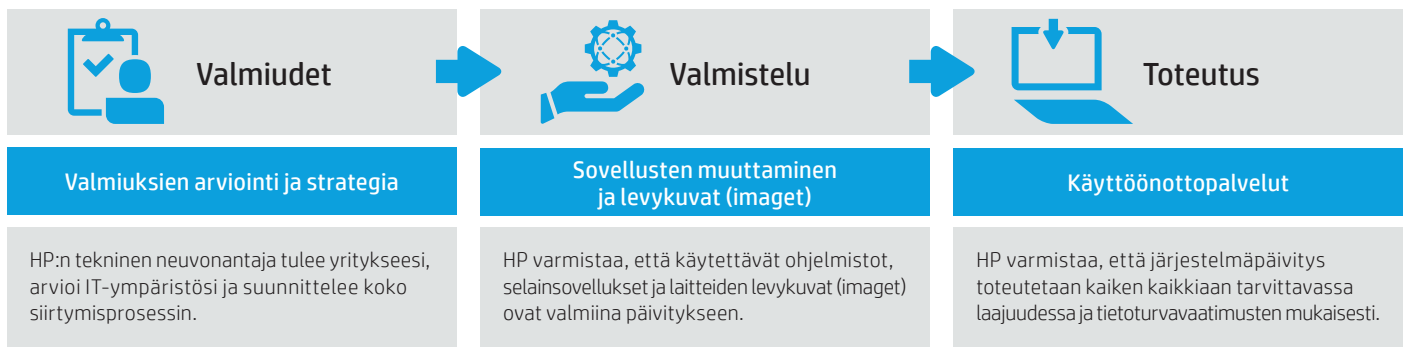 Valmiudet
Valmiuksien arviointi ja strategia
HP:n tekninen neuvonantaja tulee yritykseesi,
arvioi IT-ympäristösi ja suunnittelee koko
siirtymisprosessin.
Valmistelu
Sovellusten muuttaminen
ja levykuvat (imaget)
HP varmistaa, että käytettävät ohjelmistot,
selainsovellukset ja laitteiden levykuvat (imaget)
ovat valmiina päivitykseen.
Toteutus
Käyttöönottopalvelut
HP varmistaa, että järjestelmäpäivitys
toteutetaan kaiken kaikkiaan tarvittavassa
laajuudessa ja tietoturvavaatimusten mukaisesti.